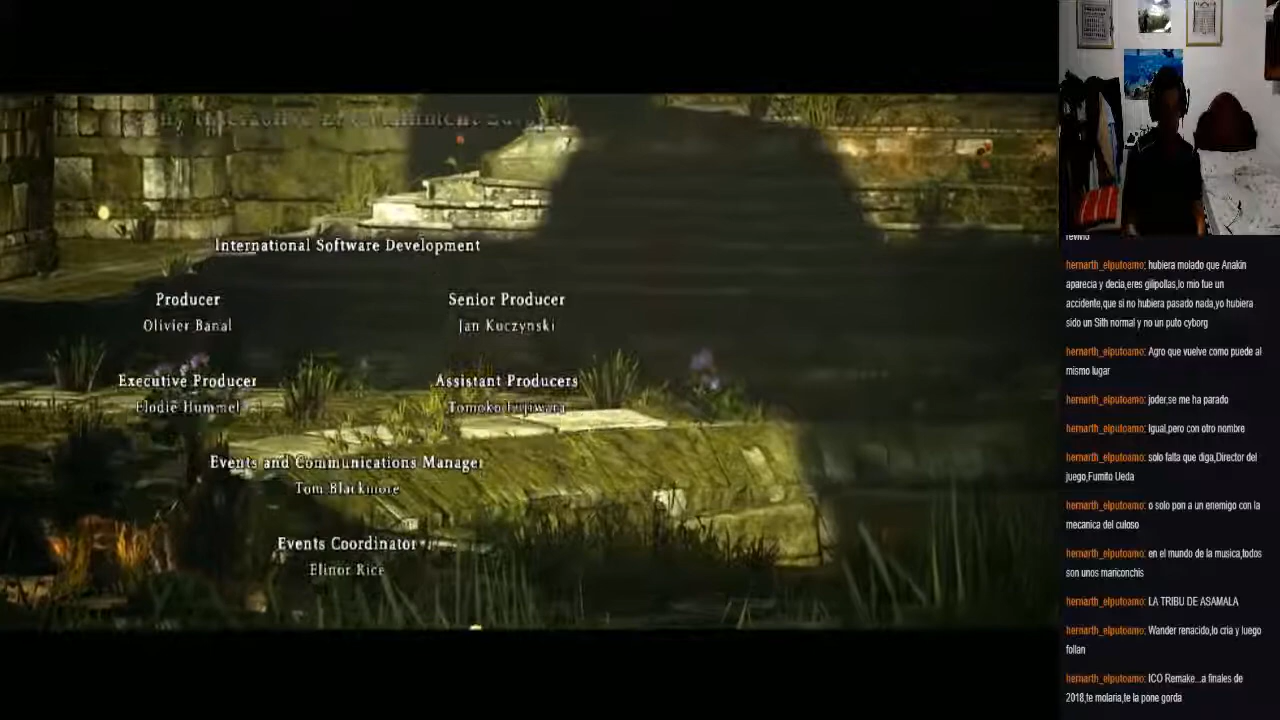 International Software Development
Producer
Senior Producer
Olivier Banal
Jan Kuczynski
Executive Producer
Assistant Producers
Elodie Hummel
Tomoko Fujiwara
Events and Communications Manager
Tom Blackmore
Events Coordinator
Elinor Rice
revivio
hernarth_elputoamo: hubiera molado que Anakin
aparecia y decia,eres gilipollas,lo mio fue un
accidente,que si no hubiera pasado nada,yo hubiera
sido un Sith normal y no un puto cyborg
hernarth_elputoamo: Agro que vuelve como puede al
mismo lugar
hernarth_elputoamo: joder,se me ha parado
hernarth_elputoamo: Igual,pero con otro nombre
hernarth_elputoamo: solo falta que diga,Director del
juego,Fumito Ueda
hernarth_elputoamo: o solo pon a un enemigo con la
mecanica del culoso
hernarth_elputoamo: en el mundo de la musica,todos
son unos mariconchis
hernarth_elputoamo: LA TRIBU DE ASAMALA
hernarth_elputoamo: Wander renacido,lo cria y luego
follan
hernarth_elputoamo: ICO Remake...a finales de
2018,te molaria,te la pone gorda